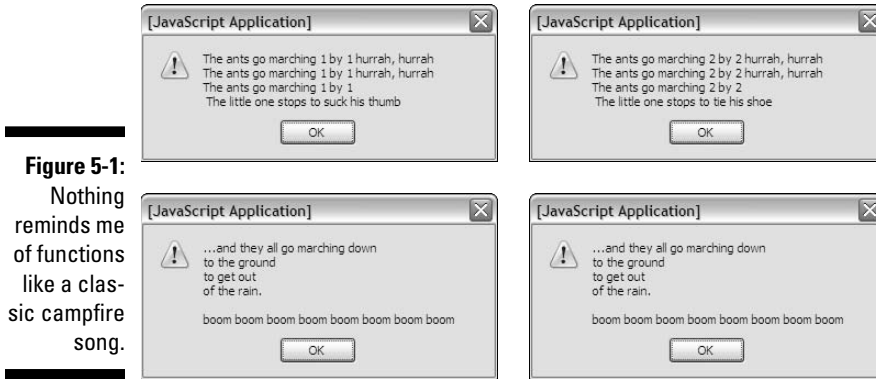 [JavaScript Application]
The ants go marching 1 by 1 hurrah, hurrah
The ants go marching 1 by 1 hurrah, hurrah
The ants go marching 1 by 1
The little one stops to suck his thumb
OK
[JavaScript Application]
The ants go marching 2 by 2 hurrah, hurrah
The ants go marching 2 by 2 hurrah, hurrah
The ants go marching 2 by 2
The little one stops to tie his shoe
OK
Figure 5-1:
Nothing
reminds me
of functions
like a clas-
sic campfire
song.
[JavaScript Application]
...and they all go marching down
to the ground
to get out
of the rain.
boom boom boom boom boom boom boom boom
OK
[JavaScript Application]
...and they all go marching down
to the ground
to get out
of the rain.
boom boom boom boom boom boom boom boom
OK